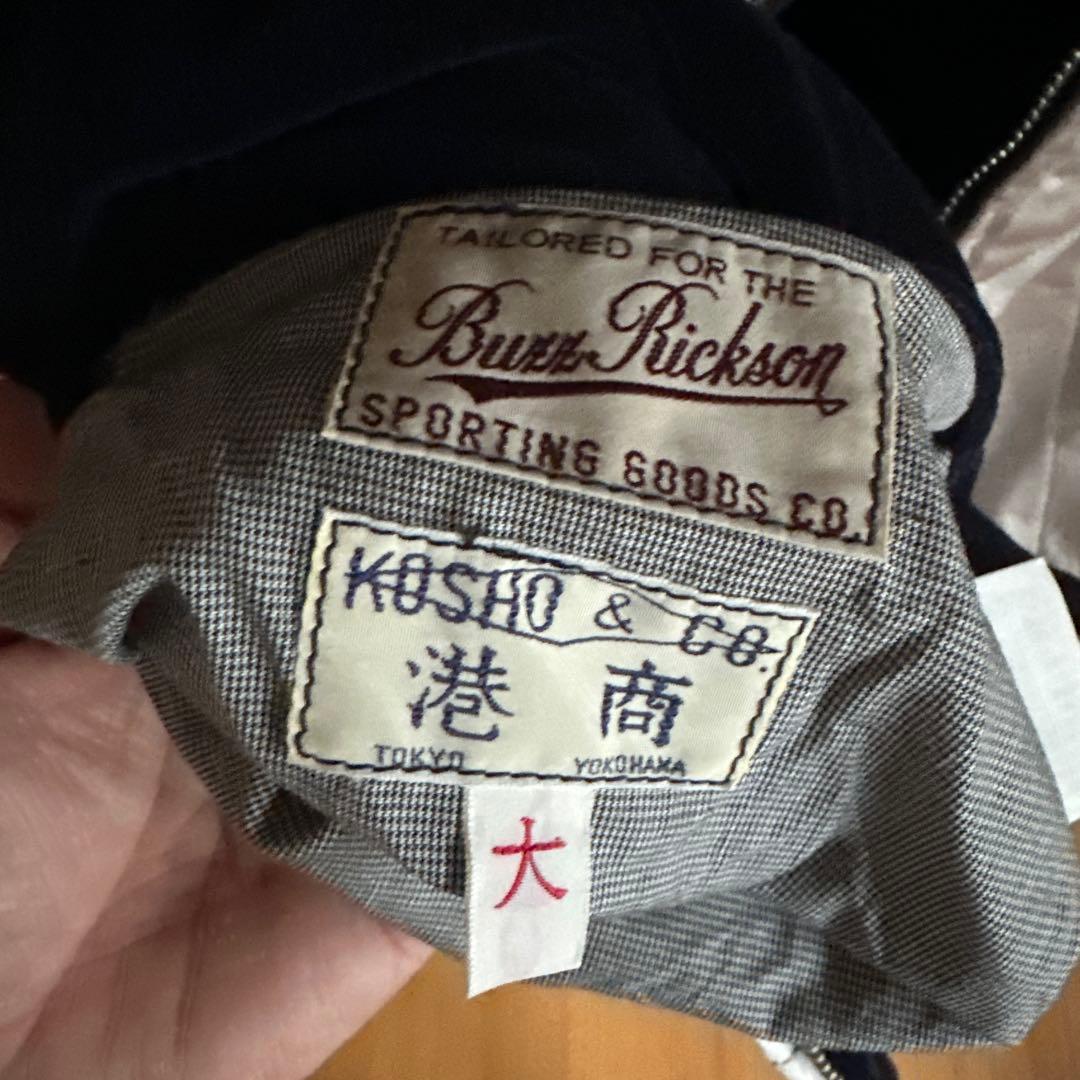 TAILORED FOR THE
Buzz Rickson
SPORTING GOODS CO.
KOSHO & CO.
港 商
TOKYO YOKOHAMA
大